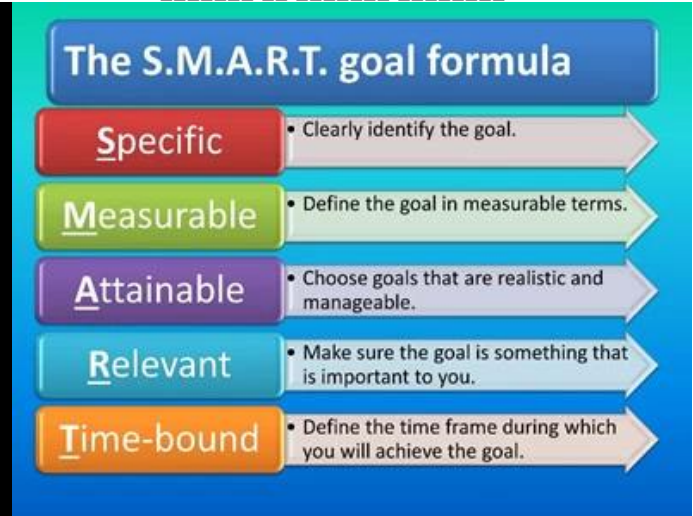 The S.M.A.R.T. goal formula
Specific
• Clearly identify the goal.
Measurable
• Define the goal in measurable terms.
Attainable
• Choose goals that are realistic and
manageable.
Relevant
• Make sure the goal is something that
is important to you.
Time-bound
• Define the time frame during which
you will achieve the goal.